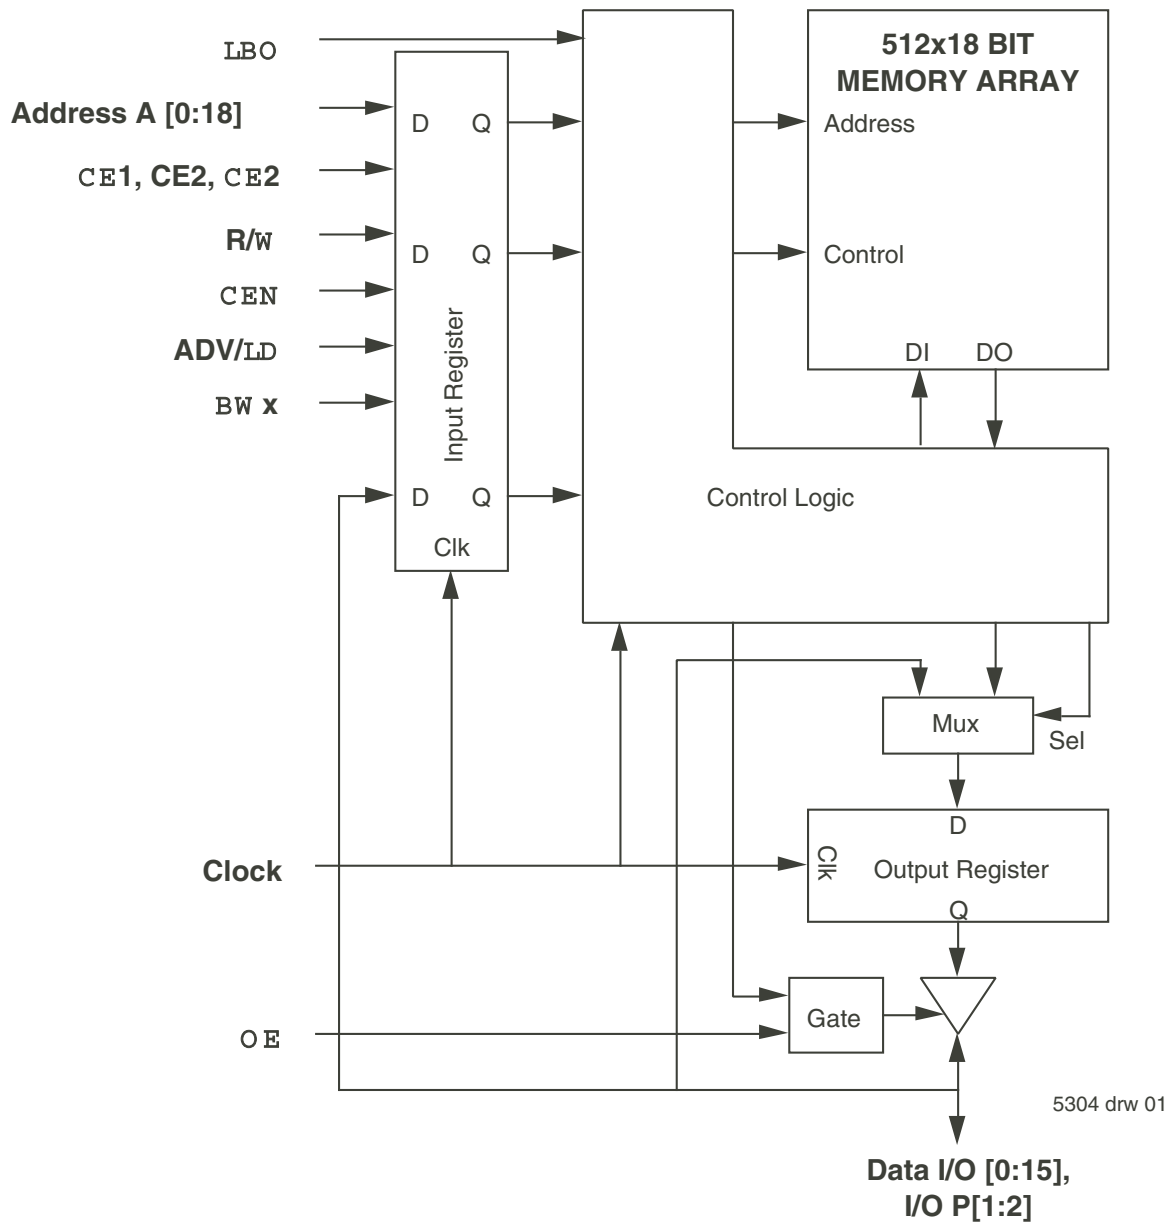 LBO
512x18 BIT
MEMORY ARRAY
Address A [0:18]
D Q
Address
CE1, CE2, CE2
R/W
D Q
Control
CEN
Input Register
ADV/LD
DI DO
BW x
D Q
Control Logic
Clk
Mux
Sel
D
Clock
Clk
Output Register
Q
Gate
OE
5304 drw 01
Data I/O [0:15],
I/O P[1:2]